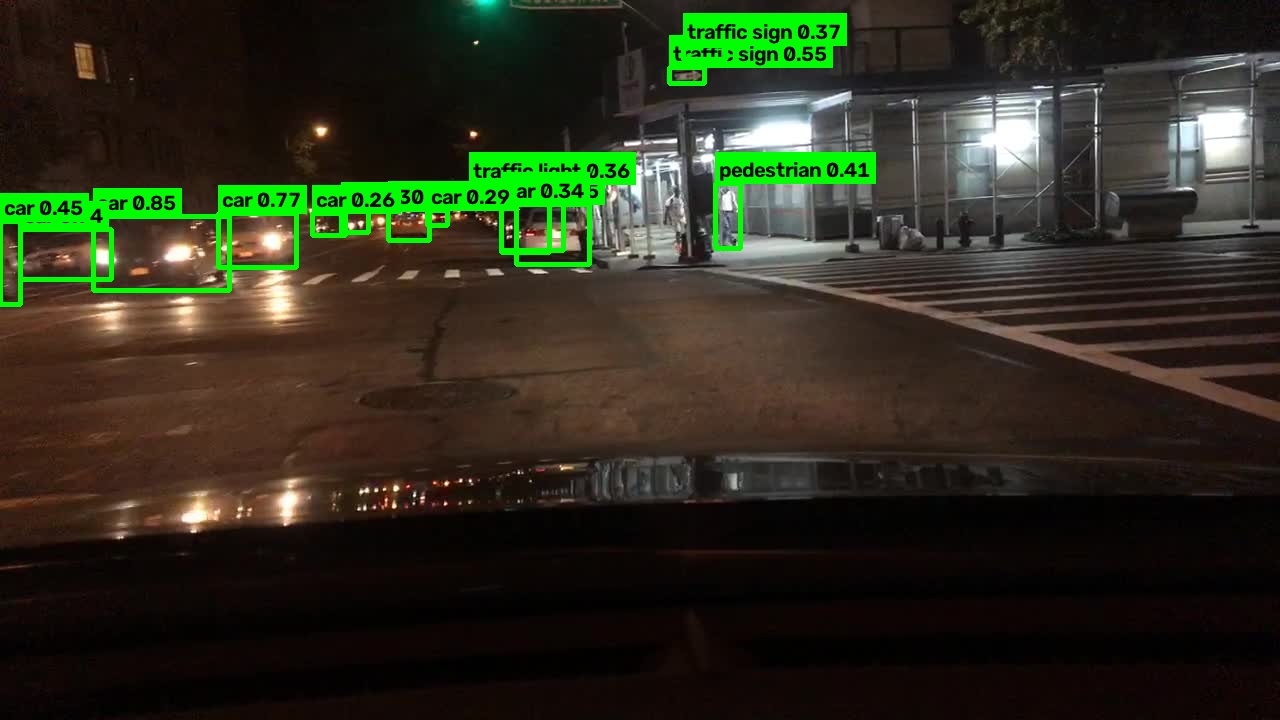 traffic sign 0.37
traffic sign 0.55
traffic light 0.36
pedestrian 0.41
car 0.45
car 0.85
car 0.77
car 0.26
30
car 0.29
car 0.34